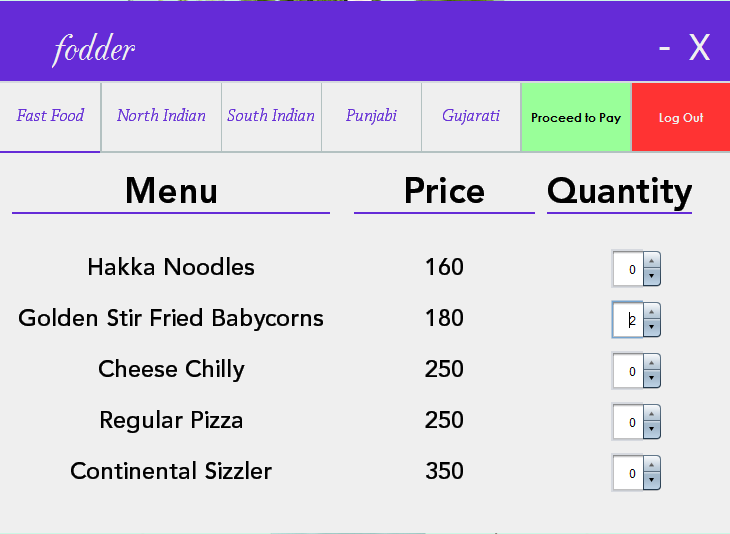 fodder - X
Fast Food North Indian South Indian Punjabi Gujarati Proceed to Pay Log Out
Menu Price Quantity
Hakka Noodles 160 0
Golden Stir Fried Babycorns 180 2
Cheese Chilly 250 0
Regular Pizza 250 0
Continental Sizzler 350 0